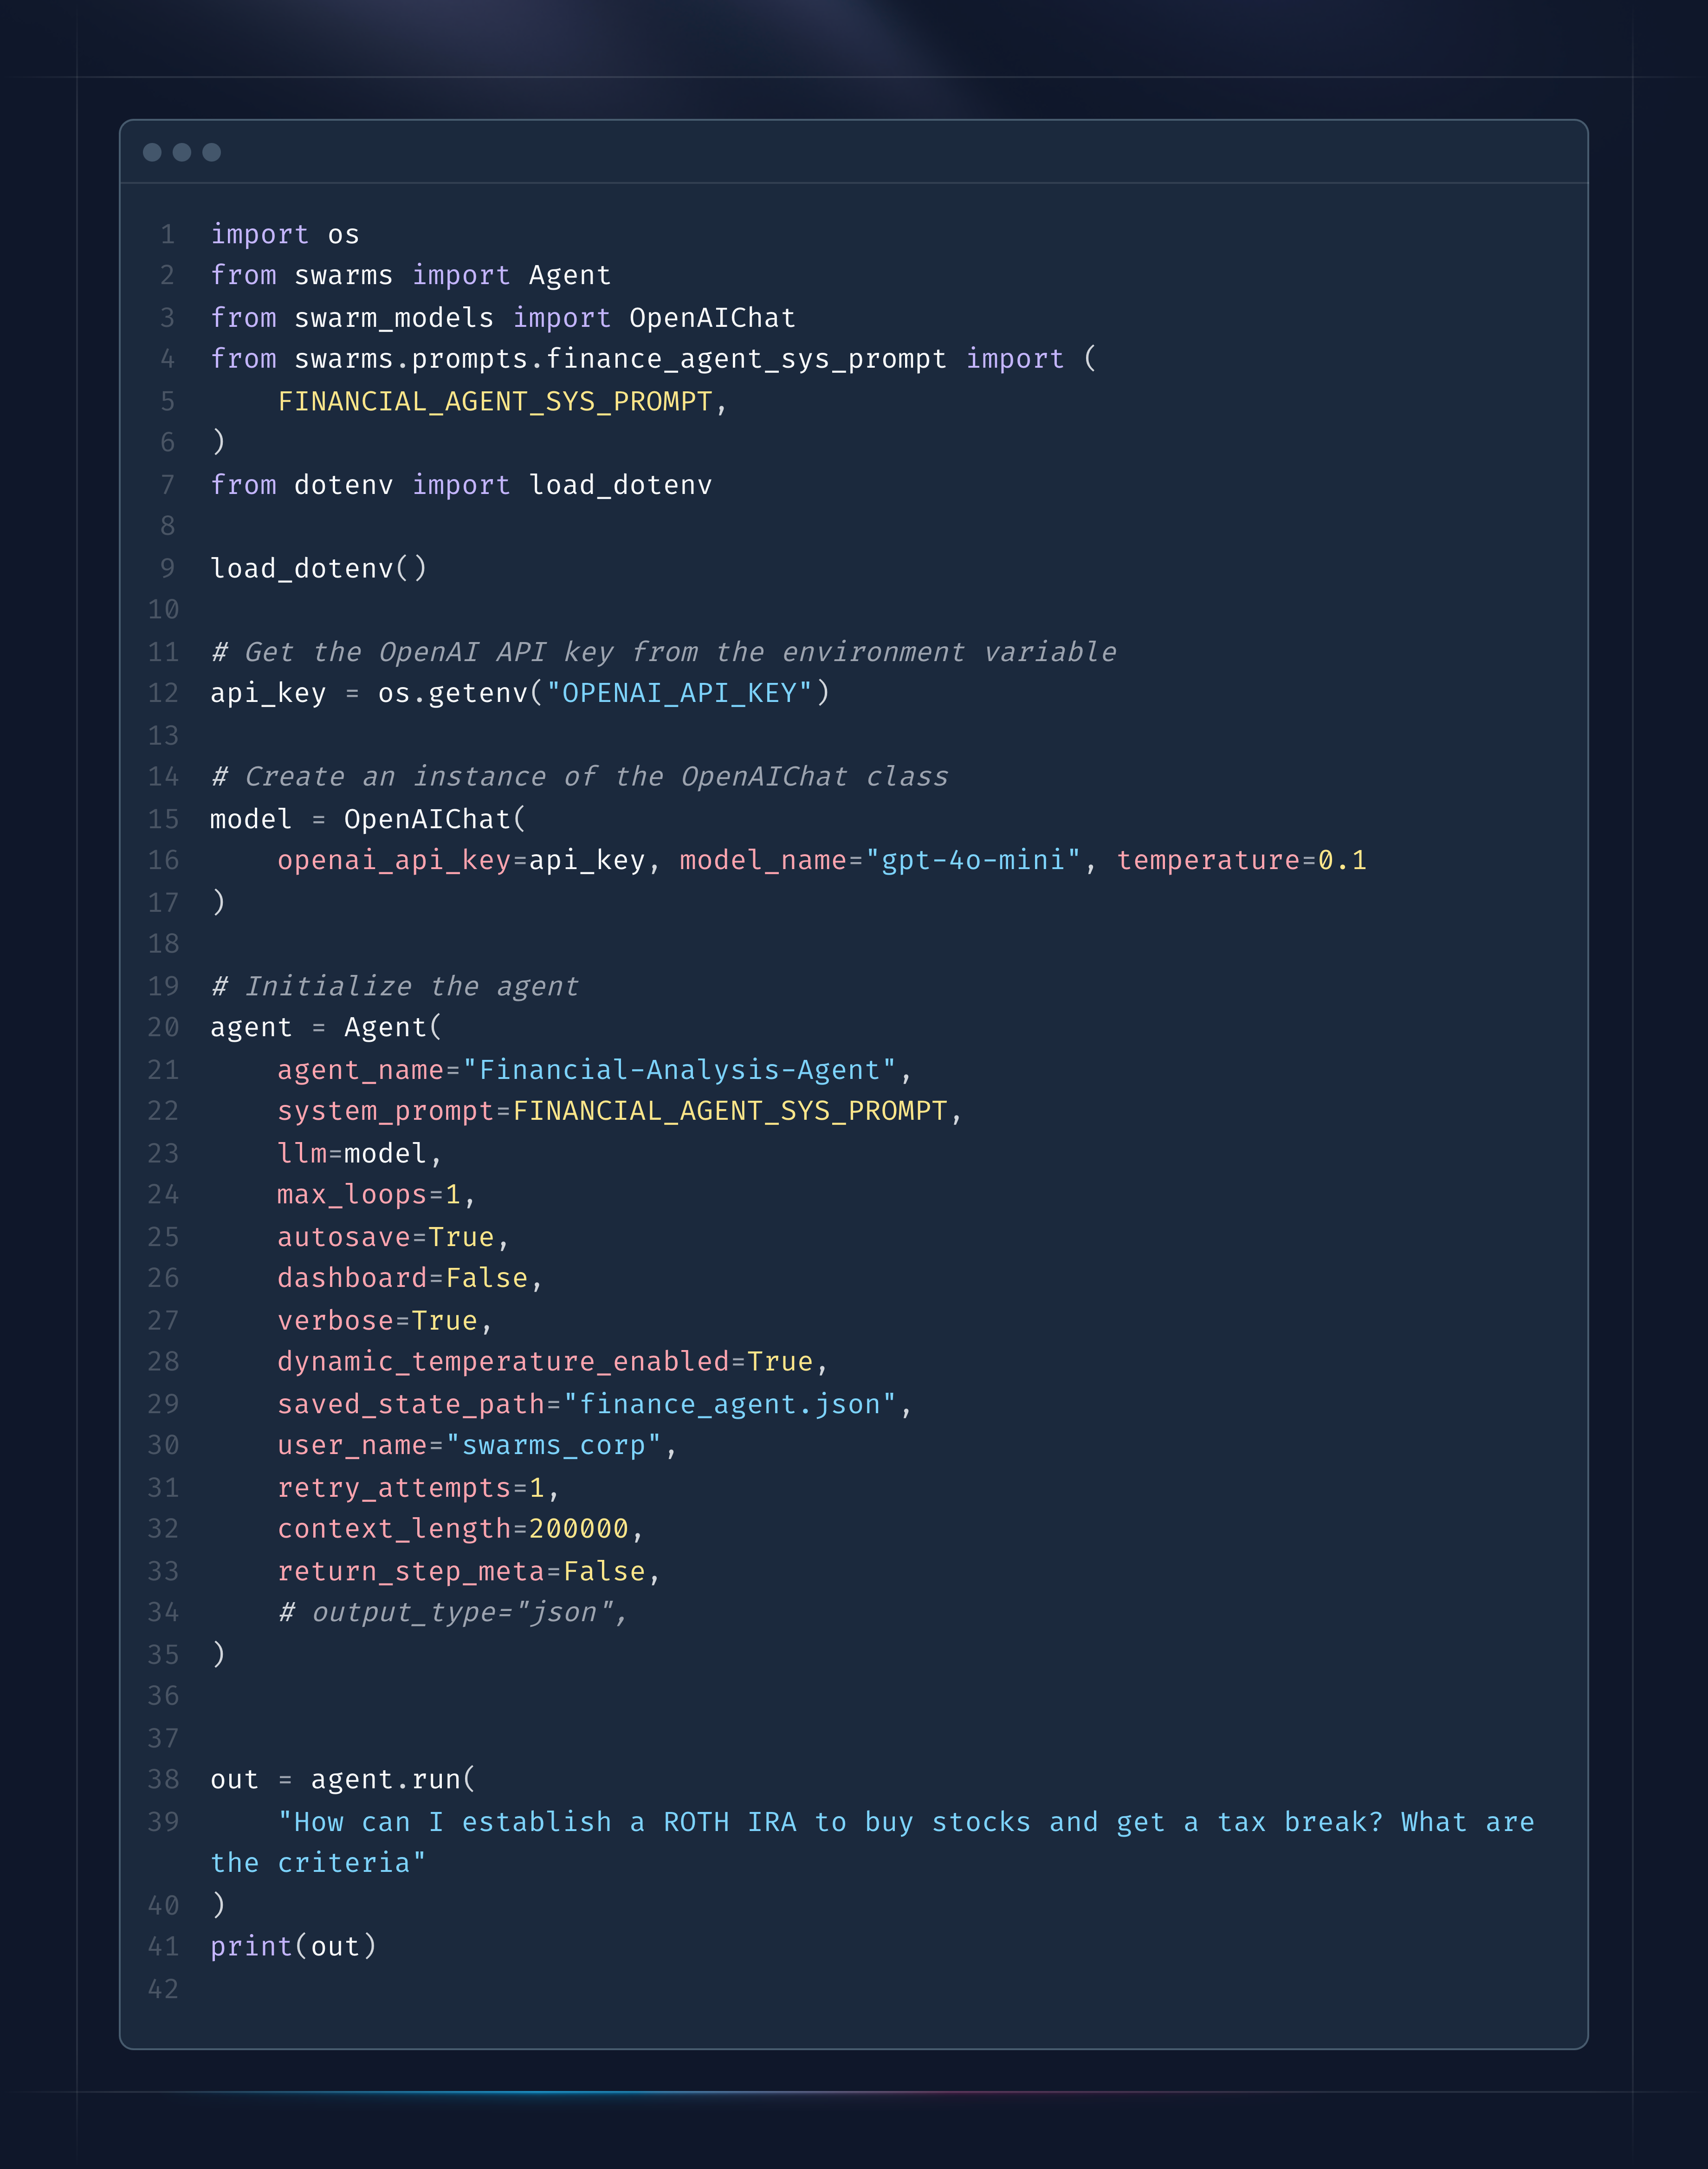 1 import os
2 from swarms import Agent
3 from swarm_models import OpenAIChat
4 from swarms.prompts.finance_agent_sys_prompt import (
5     FINANCIAL_AGENT_SYS_PROMPT,
6 )
7 from dotenv import load_dotenv
8
9 load_dotenv()
10
11 # Get the OpenAI API key from the environment variable
12 api_key = os.getenv("OPENAI_API_KEY")
13
14 # Create an instance of the OpenAIChat class
15 model = OpenAIChat(
16     openai_api_key=api_key, model_name="gpt-4o-mini", temperature=0.1
17 )
18
19 # Initialize the agent
20 agent = Agent(
21     agent_name="Financial-Analysis-Agent",
22     system_prompt=FINANCIAL_AGENT_SYS_PROMPT,
23     llm=model,
24     max_loops=1,
25     autosave=True,
26     dashboard=False,
27     verbose=True,
28     dynamic_temperature_enabled=True,
29     saved_state_path="finance_agent.json",
30     user_name="swarms_corp",
31     retry_attempts=1,
32     context_length=200000,
33     return_step_meta=False,
34     # output_type="json",
35 )
36
37
38 out = agent.run(
39     "How can I establish a ROTH IRA to buy stocks and get a tax break? What are
the criteria"
40 )
41 print(out)
42